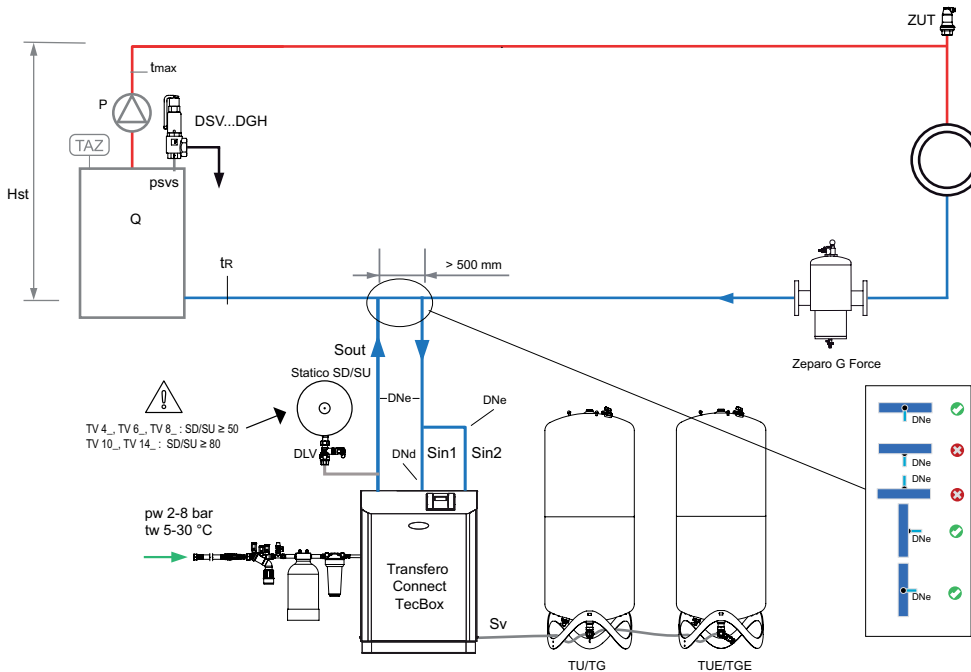 ZUT
tmax
P
DSV...DGH
TAZ
psvs
Hst
Q
tR
> 500 mm
Zeparo G Force
Sout
Statico SD/SU
DNe
DNe
TV 4_, TV 6_, TV 8_ : SD/SU ≥ 50
TV 10_, TV 14_ : SD/SU ≥ 80
DLV
DNd
Sin1
Sin2
pw 2-8 bar
tw 5-30 °C
Transfero
Connect
TecBox
Sv
TU/TG
TUE/TGE
DNe
DNe
DNe
DNe
DNe